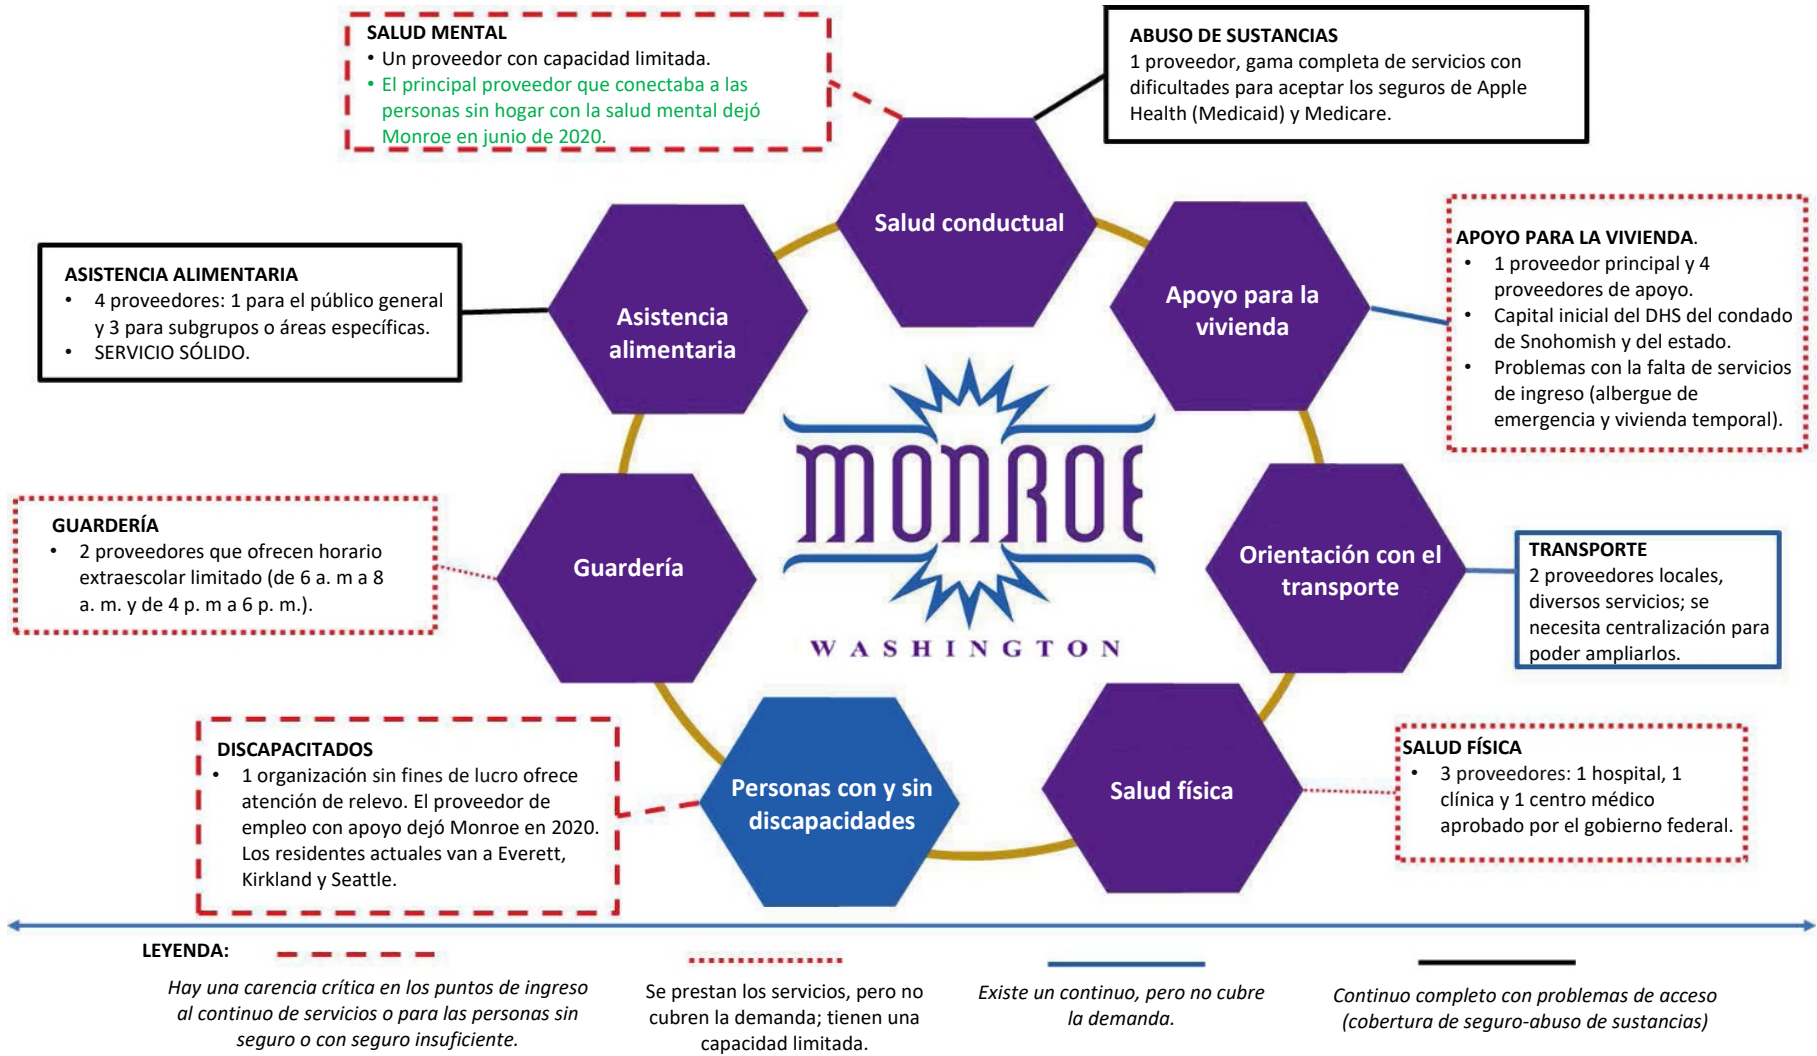 SALUD MENTAL
• Un proveedor con capacidad limitada.
• El principal proveedor que conectaba a las
personas sin hogar con la salud mental dejó
Monroe en junio de 2020.
ABUSO DE SUSTANCIAS
1 proveedor, gama completa de servicios con
dificultades para aceptar los seguros de Apple
Health (Medicaid) y Medicare.
Salud conductual
ASISTENCIA ALIMENTARIA
• 4 proveedores: 1 para el público general
y 3 para subgrupos o áreas específicas.
• SERVICIO SÓLIDO.
Asistencia
alimentaria
Apoyo para la
vivienda
APOYO PARA LA VIVIENDA.
• 1 proveedor principal y 4
proveedores de apoyo.
• Capital inicial del DHS del condado
de Snohomish y del estado.
• Problemas con la falta de servicios
de ingreso (albergue de
emergencia y vivienda temporal).
MONROE
WASHINGTON
GUARDERÍA
• 2 proveedores que ofrecen horario
extraescolar limitado (de 6 a. m a 8
a. m. y de 4 p. m a 6 p. m.).
Guardería
Orientación con el
transporte
TRANSPORTE
2 proveedores locales,
diversos servicios; se
necesita centralización para
poder ampliarlos.
DISCAPACITADOS
• 1 organización sin fines de lucro ofrece
atención de relevo. El proveedor de
empleo con apoyo dejó Monroe en 2020.
Los residentes actuales van a Everett,
Kirkland y Seattle.
Personas con y sin
discapacidades
Salud física
SALUD FÍSICA
• 3 proveedores: 1 hospital, 1
clínica y 1 centro médico
aprobado por el gobierno federal.
LEYENDA:
Hay una carencia crítica en los puntos de ingreso
al continuo de servicios o para las personas sin
seguro o con seguro insuficiente.
Se prestan los servicios, pero no
cubren la demanda; tienen una
capacidad limitada.
Existe un continuo, pero no cubre
la demanda.
Continuo completo con problemas de acceso
(cobertura de seguro-abuso de sustancias)